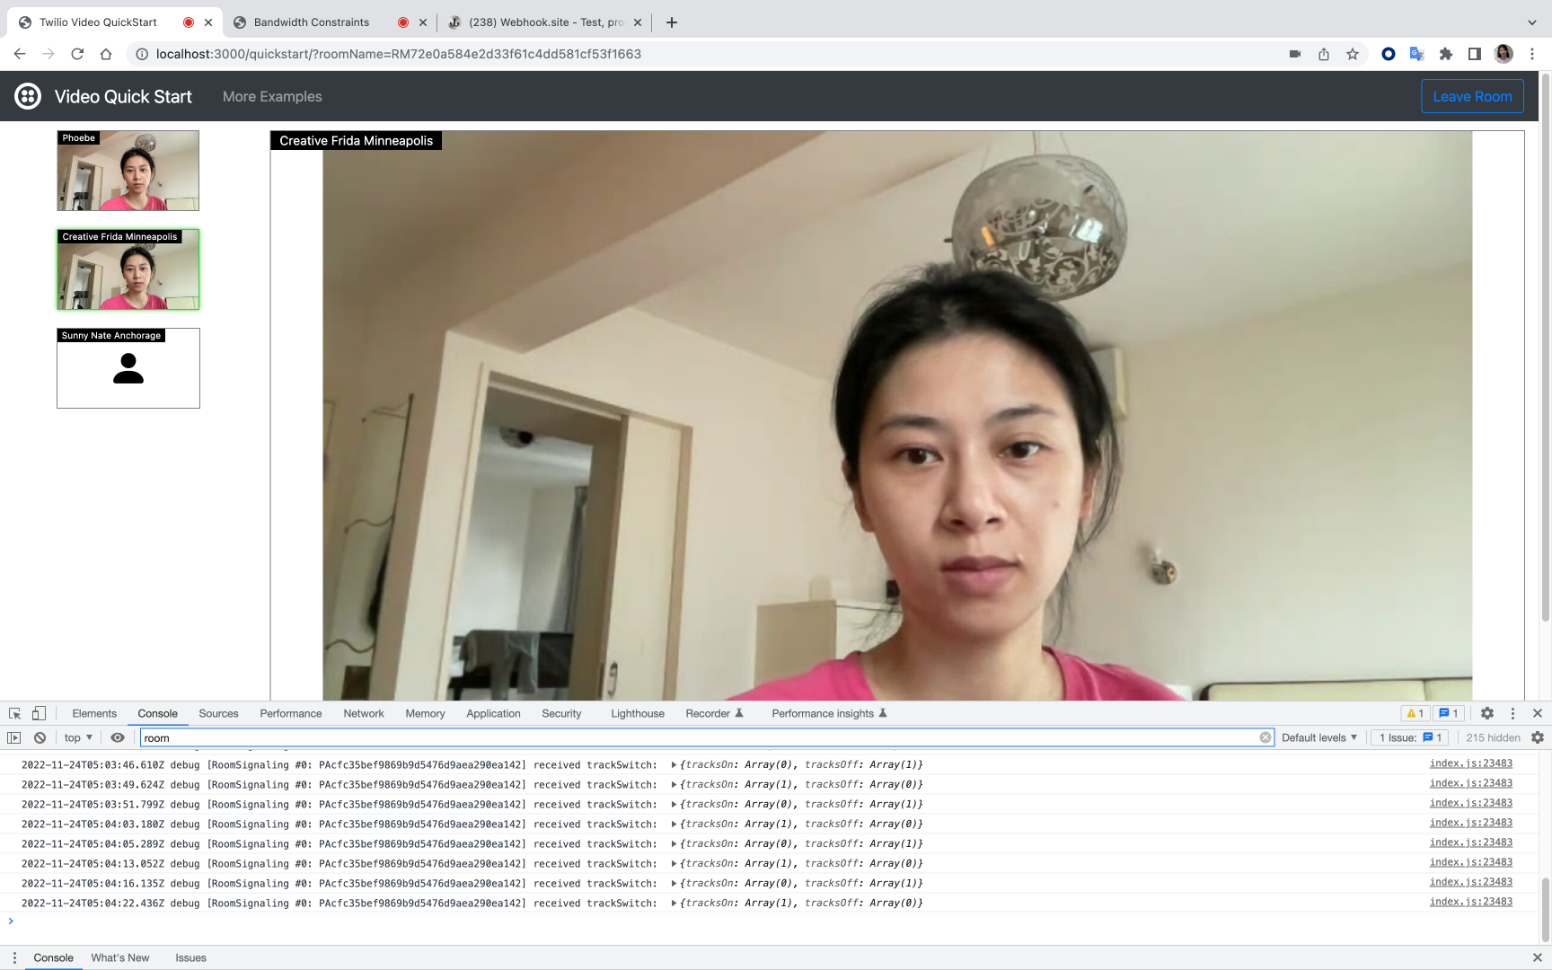 Twilio Video QuickStart
Bandwidth Constraints
(238) Webhook.site - Test, pro
localhost:3000/quickstart/?roomName=RM72e0a584e2d33f61c4dd581cf53f1663
Video Quick Start
More Examples
Leave Room
Phoebe
Creative Frida Minneapolis
Sunny Nate Anchorage
Creative Frida Minneapolis
Elements Console Sources Performance Network Memory Application Security Lighthouse Recorder Performance insights 1 1
top room Default levels 1 Issue: 1 215 hidden
2022-11-24T05:03:46.610Z debug [RoomSignaling #0: PAcfc35bef9869b9d5476d9aea290ea142] received trackSwitch: {tracksOn: Array(0), tracksOff: Array(1)} index.js:23483
2022-11-24T05:03:49.624Z debug [RoomSignaling #0: PAcfc35bef9869b9d5476d9aea290ea142] received trackSwitch: {tracksOn: Array(1), tracksOff: Array(0)} index.js:23483
2022-11-24T05:03:51.799Z debug [RoomSignaling #0: PAcfc35bef9869b9d5476d9aea290ea142] received trackSwitch: {tracksOn: Array(0), tracksOff: Array(1)} index.js:23483
2022-11-24T05:04:03.180Z debug [RoomSignaling #0: PAcfc35bef9869b9d5476d9aea290ea142] received trackSwitch: {tracksOn: Array(1), tracksOff: Array(0)} index.js:23483
2022-11-24T05:04:05.289Z debug [RoomSignaling #0: PAcfc35bef9869b9d5476d9aea290ea142] received trackSwitch: {tracksOn: Array(0), tracksOff: Array(1)} index.js:23483
2022-11-24T05:04:13.052Z debug [RoomSignaling #0: PAcfc35bef9869b9d5476d9aea290ea142] received trackSwitch: {tracksOn: Array(1), tracksOff: Array(0)} index.js:23483
2022-11-24T05:04:16.135Z debug [RoomSignaling #0: PAcfc35bef9869b9d5476d9aea290ea142] received trackSwitch: {tracksOn: Array(0), tracksOff: Array(1)} index.js:23483
2022-11-24T05:04:22.436Z debug [RoomSignaling #0: PAcfc35bef9869b9d5476d9aea290ea142] received trackSwitch: {tracksOn: Array(1), tracksOff: Array(0)} index.js:23483
Console What's New Issues